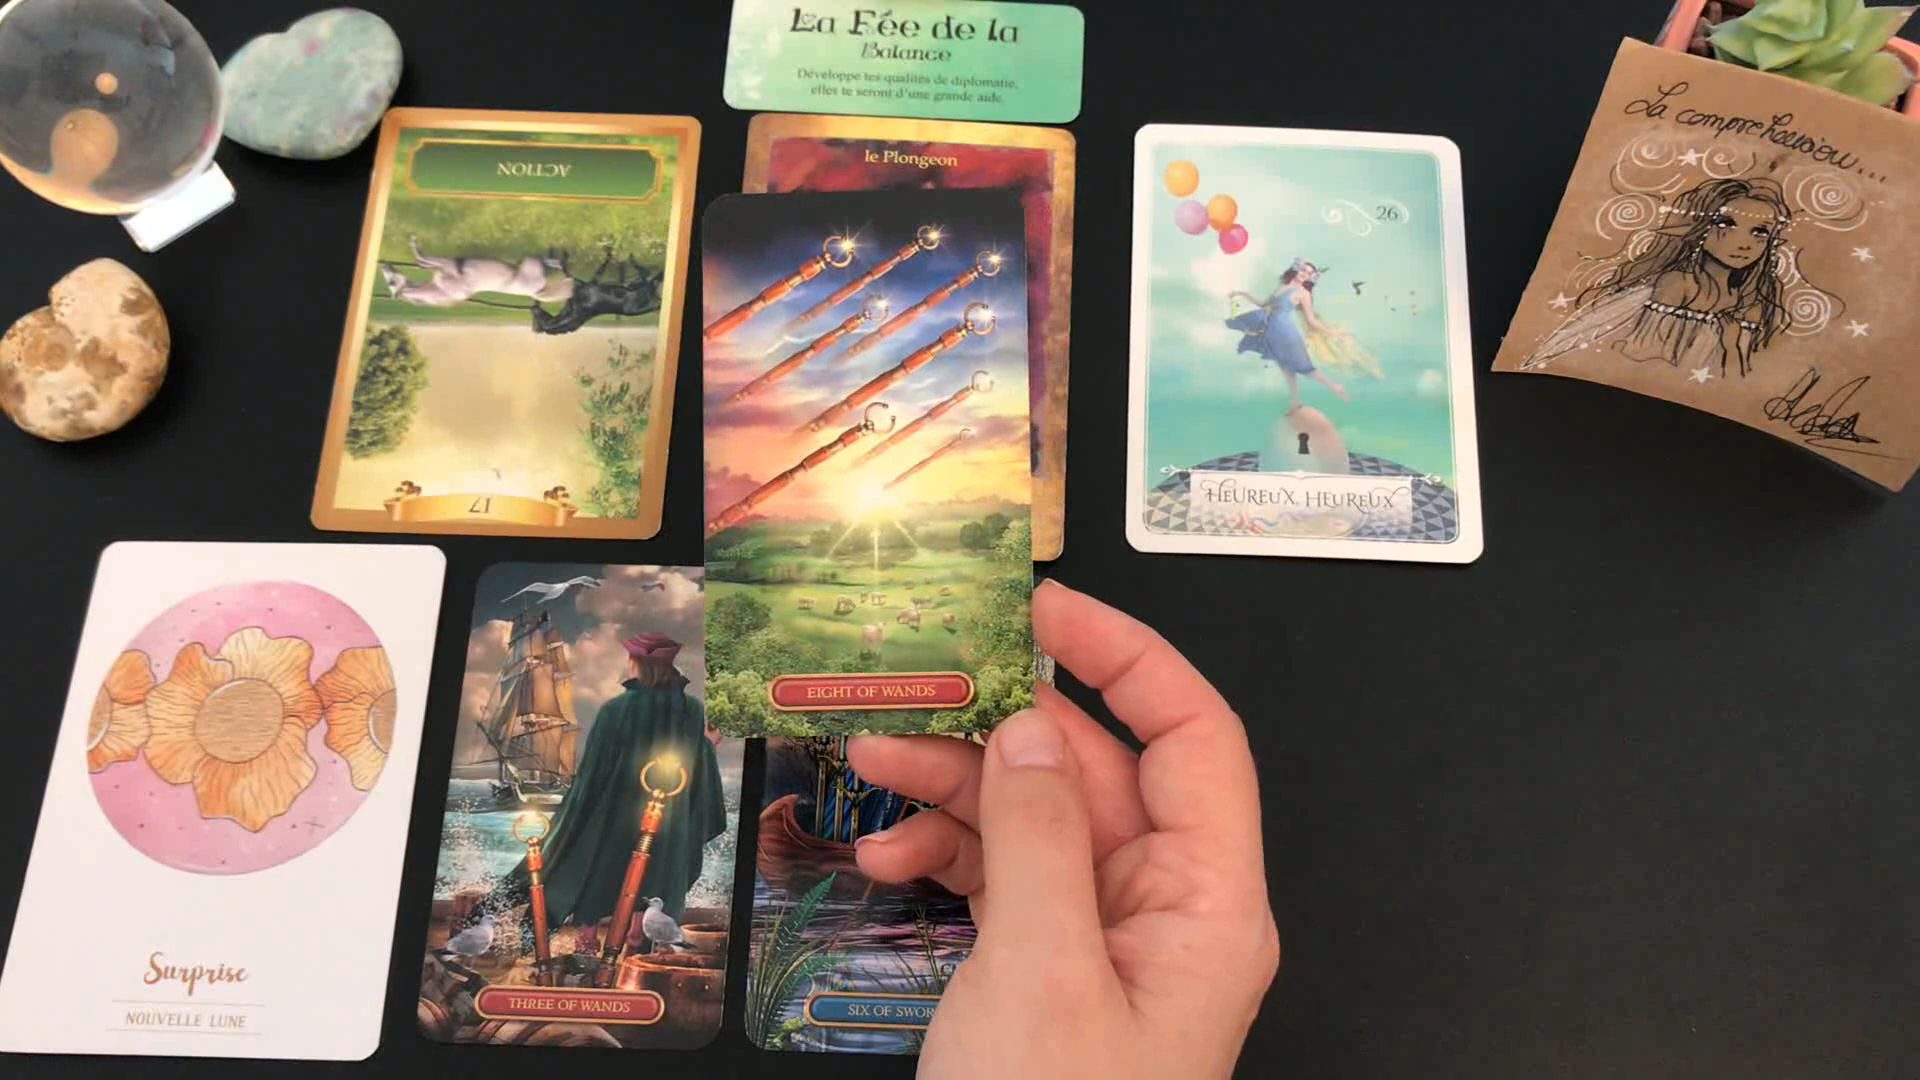 La Fée de la
Balance
Développe tes qualités de diplomatie,
elles te seront d'une grande aide.
ACTION
17
le Plongeon
26
HEUREUX, HEUREUX
La comprehension...
EIGHT OF WANDS
Surprise
NOUVELLE LUNE
THREE OF WANDS
SIX OF SWOR